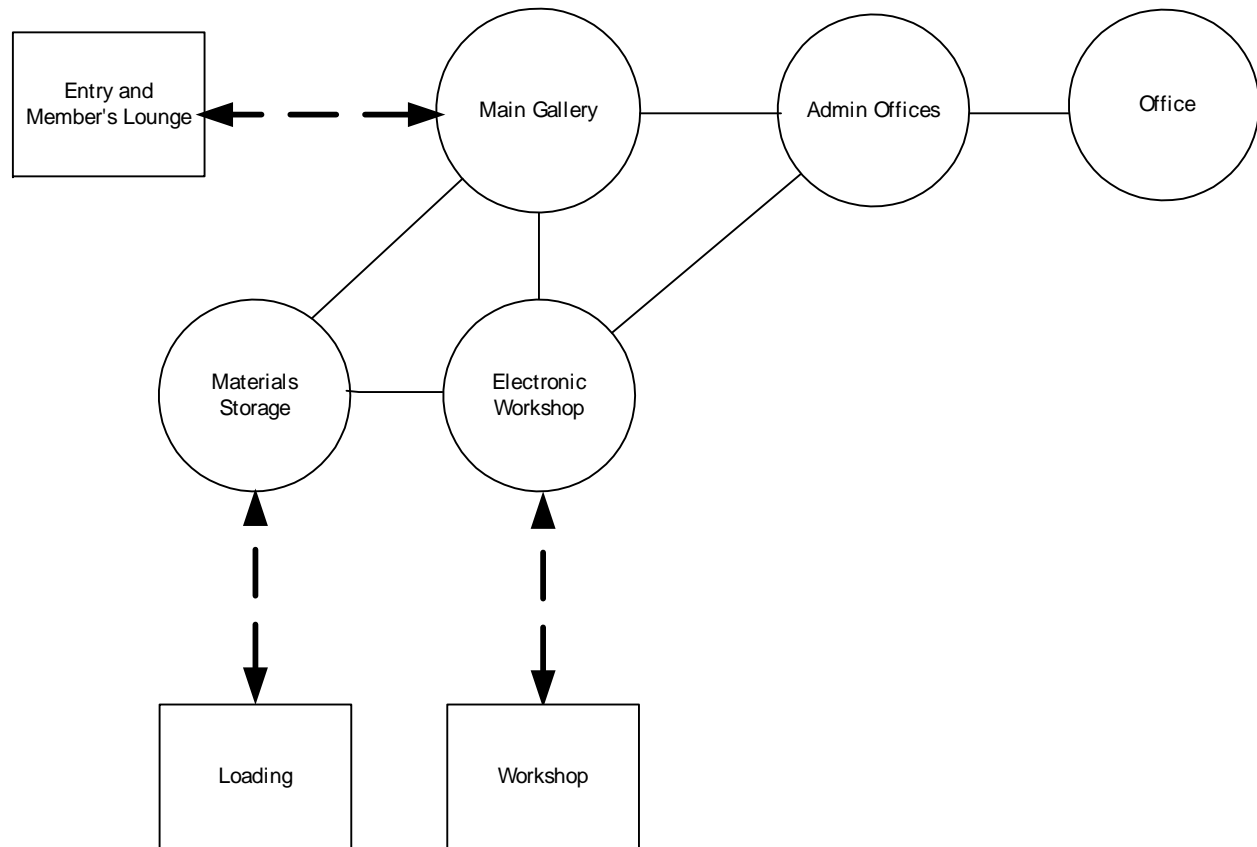 Entry and
Member's Lounge
Main Gallery
Admin Offices
Office
Materials
Storage
Electronic
Workshop
Loading
Workshop